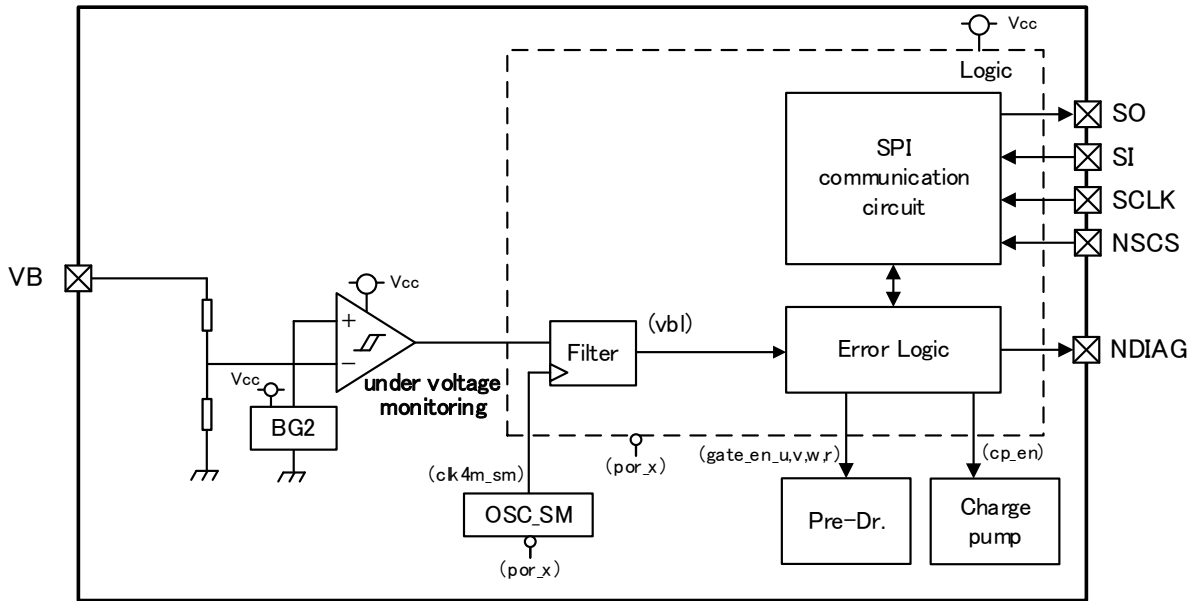 Vcc
Logic
SPI
communication
circuit
SO
SI
SCLK
NSCS
VB
Vcc
+
−
under voltage
monitoring
Vcc
BG2
Filter
(vbl)
Error Logic
NDIAG
(clk4m_sm)
OSC_SM
(por_x)
(por_x)
(gate_en_u,v,w,r)
(cp_en)
Pre-Dr.
Charge
pump